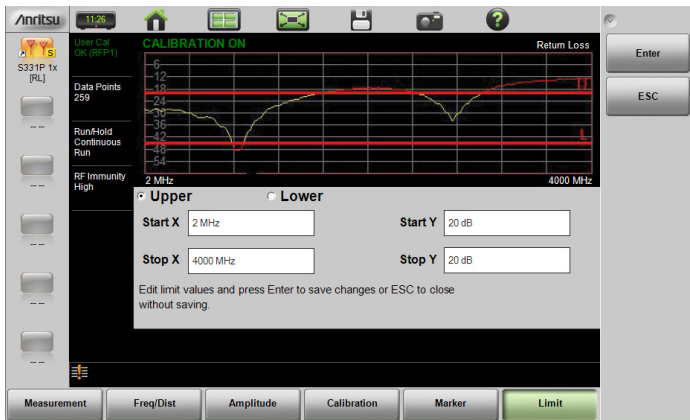 Anritsu
11:26
?
S331P 1x
[RL]
S
-- --
-- --
-- --
-- --
-- --
User Cal
OK (RFP1)
Data Points
259
Run/Hold
Continuous
Run
RF Immunity
High
CALIBRATION ON
Return Loss
-6
-12
-18
-24
-30
-36
-42
-48
-54
U
L
2 MHz
4000 MHz
Upper
Lower
Start X
2 MHz
Start Y
20 dB
Stop X
4000 MHz
Stop Y
20 dB
Edit limit values and press Enter to save changes or ESC to close
without saving.
Enter
ESC
Measurement
Freq/Dist
Amplitude
Calibration
Marker
Limit